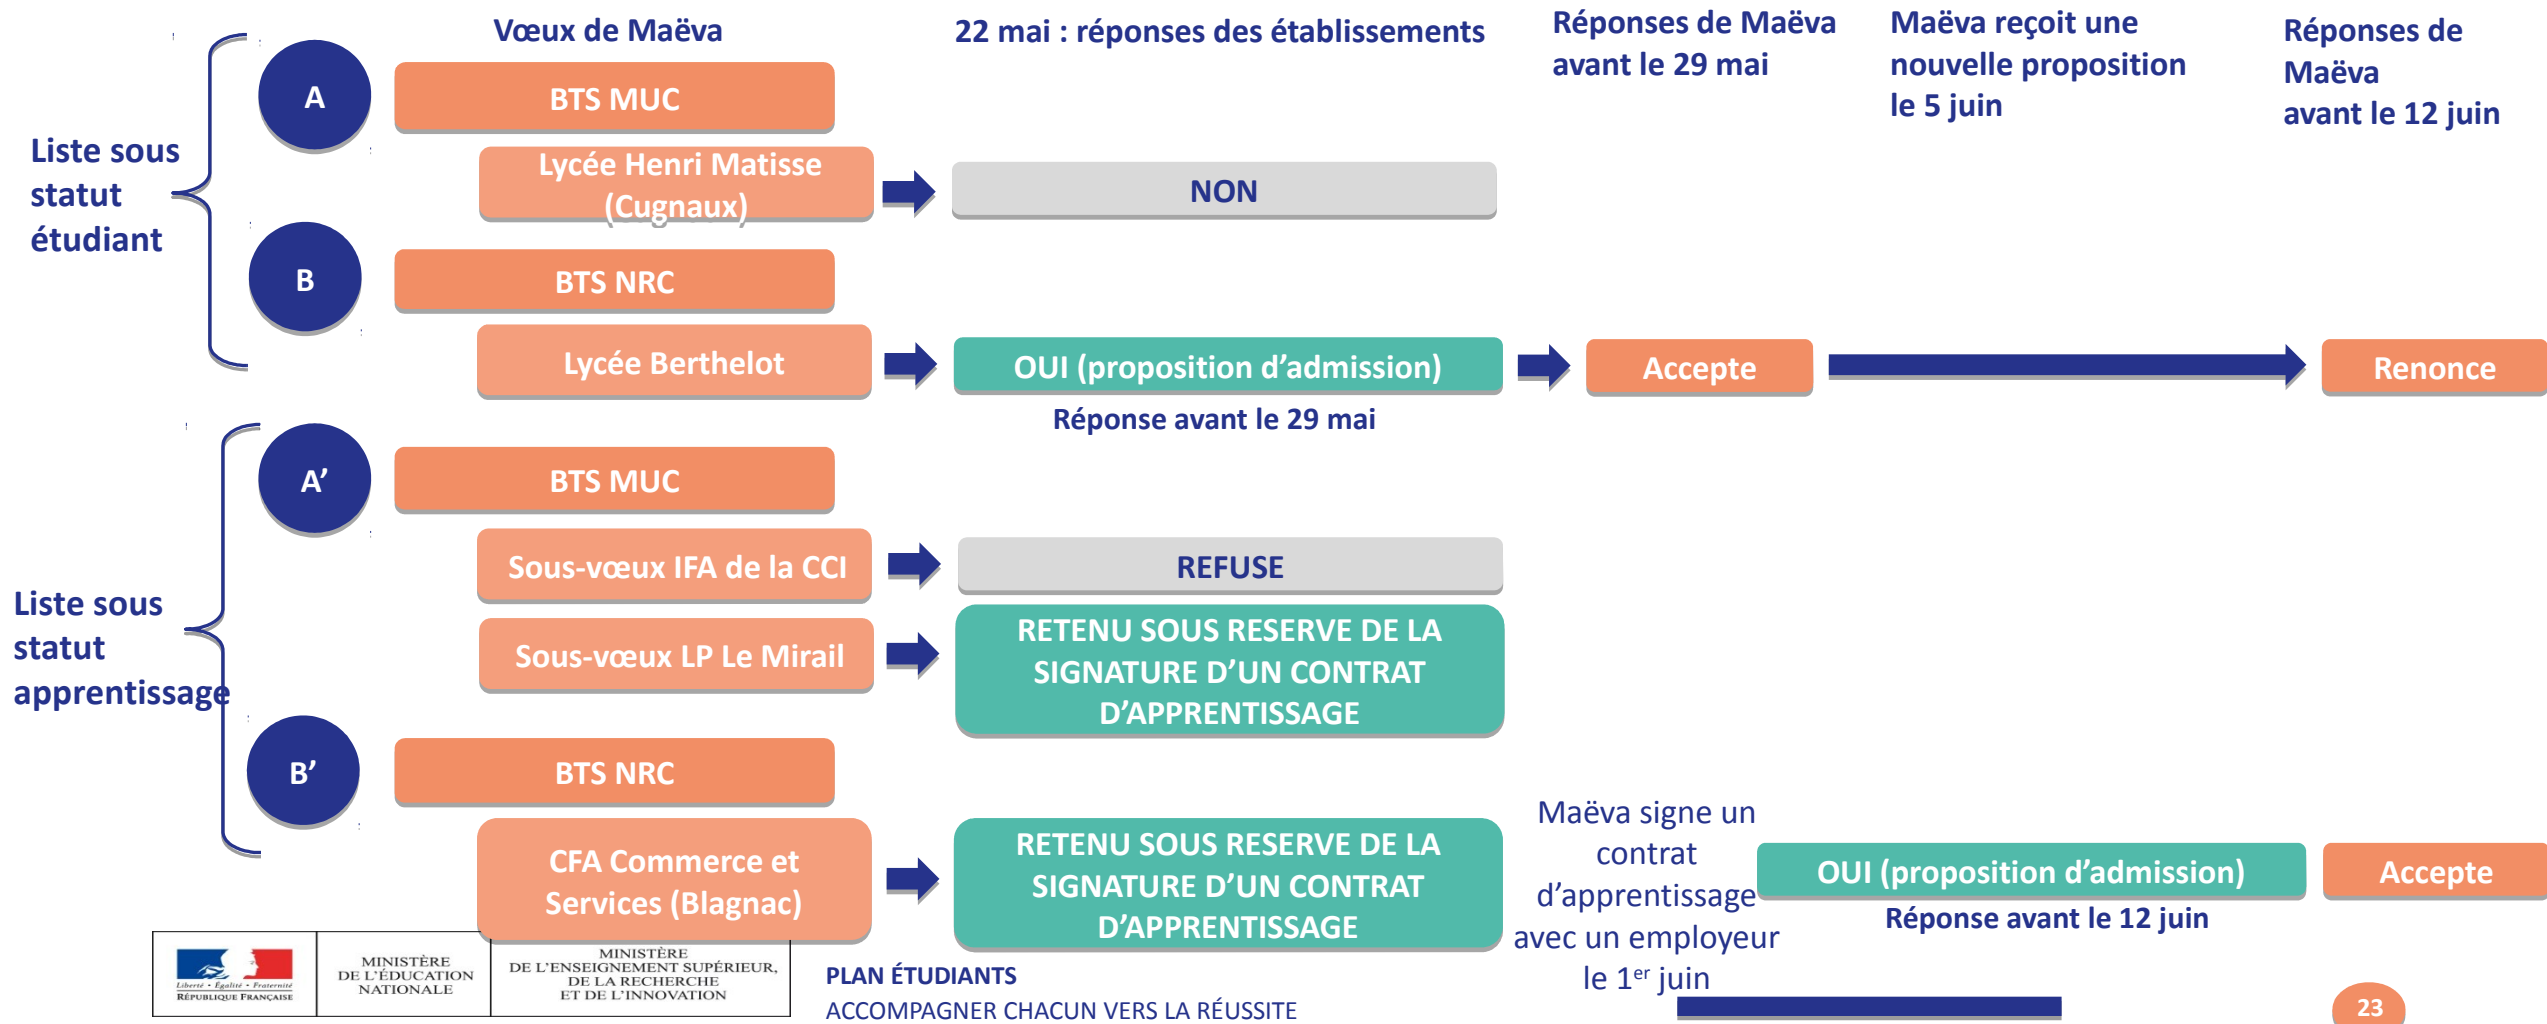 Vœux de Maëva
22 mai : réponses des établissements
Réponses de Maëva
avant le 29 mai
Maëva reçoit une
nouvelle proposition
le 5 juin
Réponses de
Maëva
avant le 12 juin
Liste sous
statut
étudiant
A
BTS MUC
Lycée Henri Matisse
(Cugnaux)
NON
B
BTS NRC
Lycée Berthelot
OUI (proposition d’admission)
Réponse avant le 29 mai
Accepte
Renonce
Liste sous
statut
apprentissage
A’
BTS MUC
Sous-vœux IFA de la CCI
REFUSE
Sous-vœux LP Le Mirail
RETENU SOUS RESERVE DE LA
SIGNATURE D’UN CONTRAT
D’APPRENTISSAGE
B’
BTS NRC
CFA Commerce et
Services (Blagnac)
RETENU SOUS RESERVE DE LA
SIGNATURE D’UN CONTRAT
D’APPRENTISSAGE
Maëva signe un
contrat
d’apprentissage
avec un employeur
le 1er juin
OUI (proposition d’admission)
Réponse avant le 12 juin
Accepte
Liberté • Égalité • Fraternité
RÉPUBLIQUE FRANÇAISE
MINISTÈRE
DE L’ÉDUCATION
NATIONALE
MINISTÈRE
DE L’ENSEIGNEMENT SUPÉRIEUR,
DE LA RECHERCHE
ET DE L’INNOVATION
PLAN ÉTUDIANTS
ACCOMPAGNER CHACUN VERS LA RÉUSSITE
23